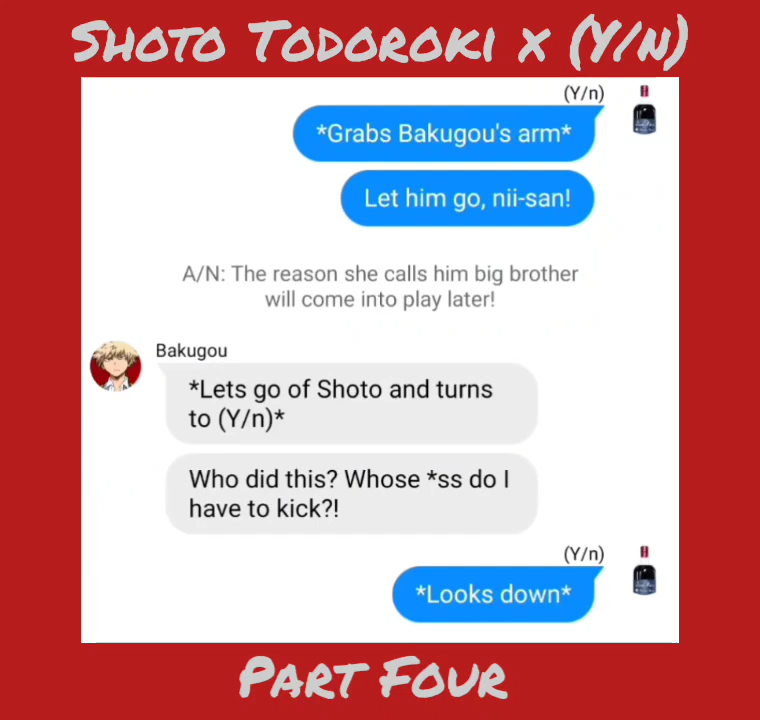 Shoto Todoroki x (Y/n)
(Y/n)
*Grabs Bakugou's arm*
Let him go, nii-san!
A/N: The reason she calls him big brother
will come into play later!
Bakugou
*Lets go of Shoto and turns
to (Y/n)*
Who did this? Whose *ss do I
have to kick?!
(Y/n)
*Looks down*
Part Four